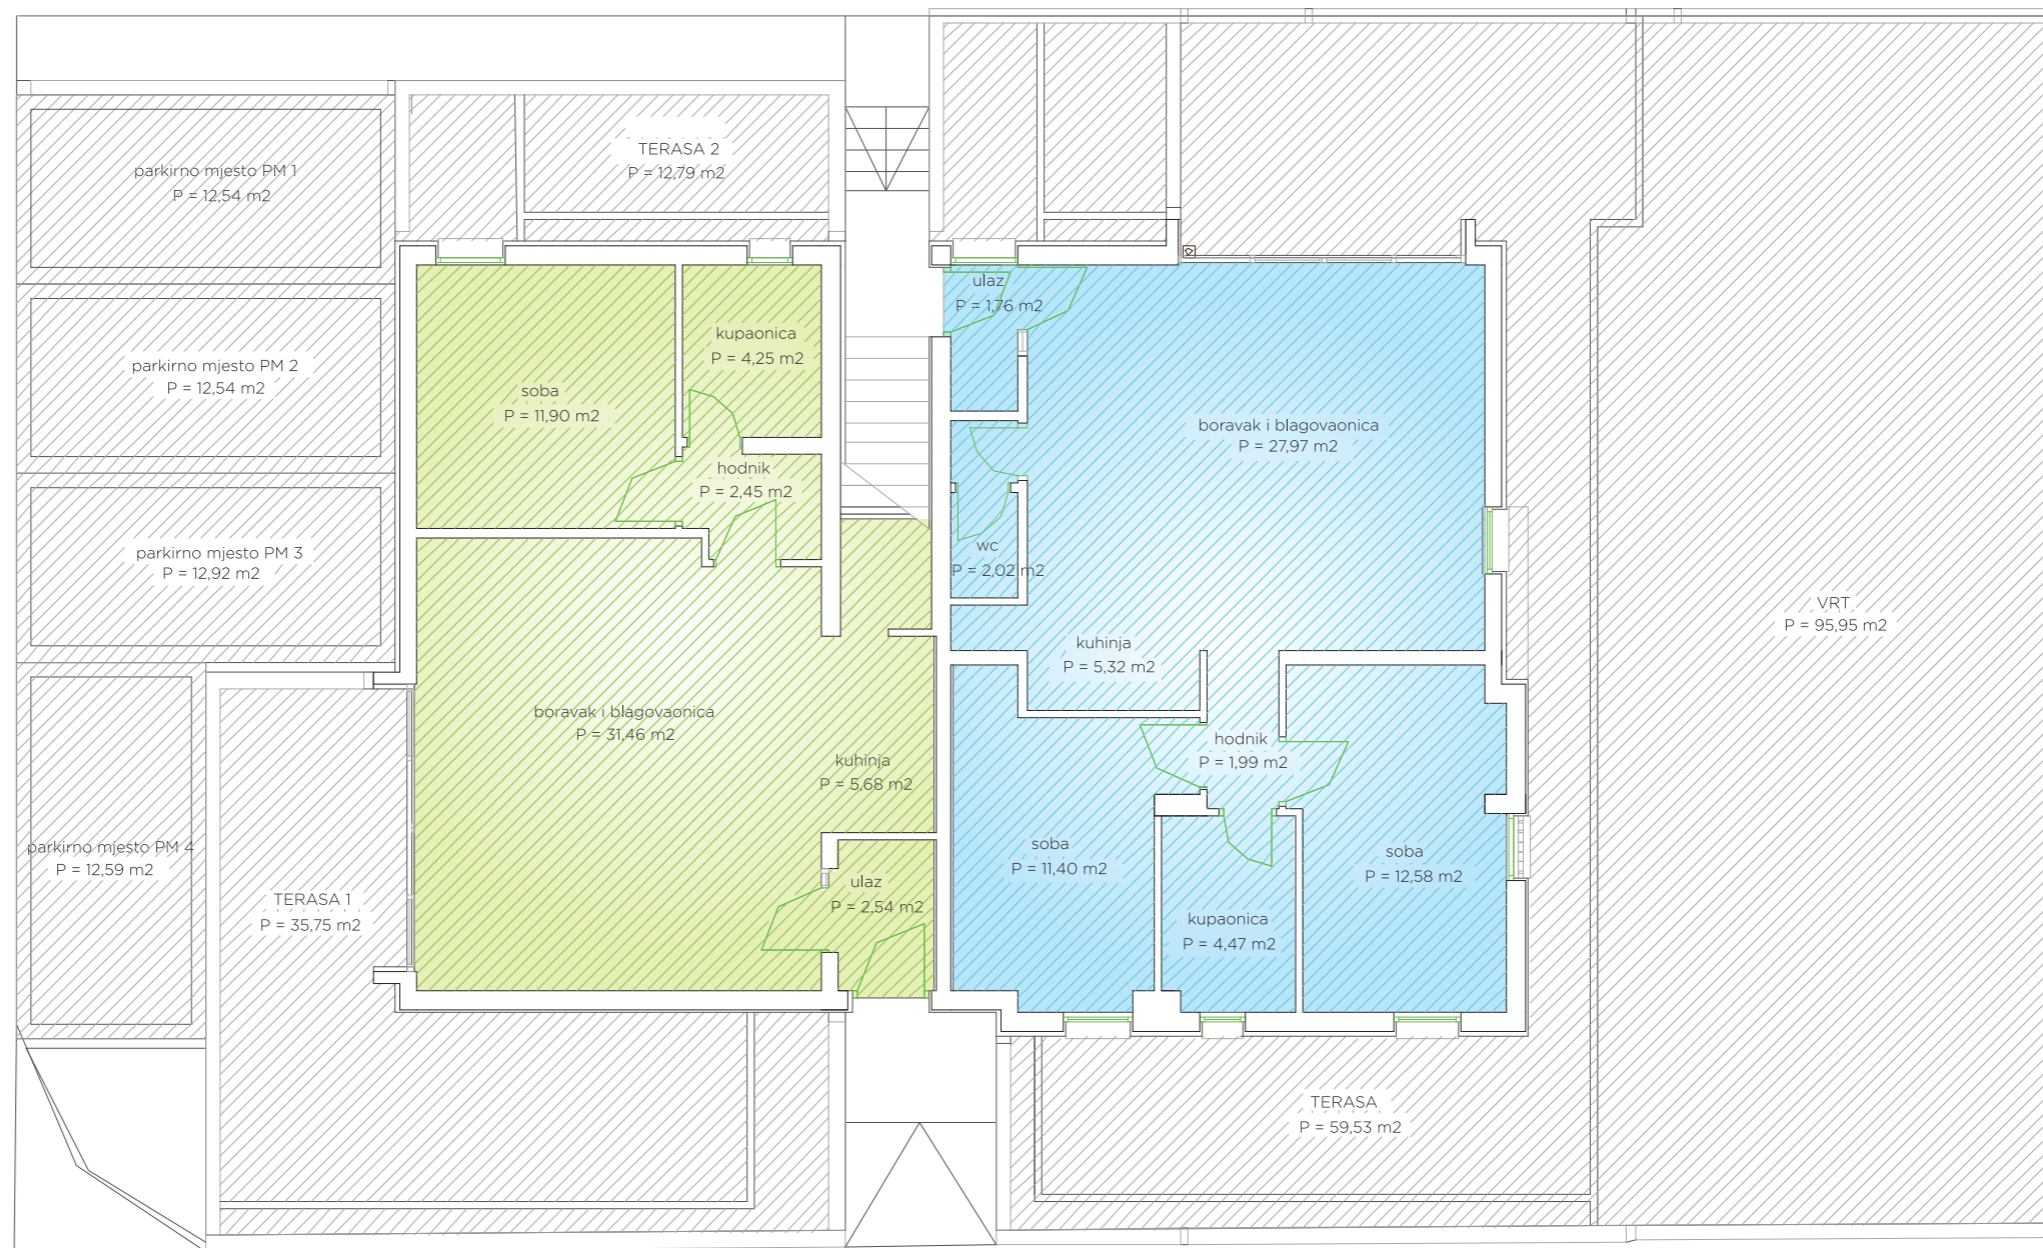 parkirno mjesto PM 1
P = 12,54 m2
parkirno mjesto PM 2
P = 12,54 m2
parkirno mjesto PM 3
P = 12,92 m2
parkirno mjesto PM 4
P = 12,59 m2
TERASA 1
P = 35,75 m2
TERASA 2
P = 12,79 m2
soba
P = 11,90 m2
kupaonica
P = 4,25 m2
hodnik
P = 2,45 m2
boravak i blagovaonica
P = 31,46 m2
kuhinja
P = 5,68 m2
ulaz
P = 2,54 m2
ulaz
P = 1,76 m2
boravak i blagovaonica
P = 27,97 m2
wc
P = 2,02 m2
kuhinja
P = 5,32 m2
hodnik
P = 1,99 m2
soba
P = 11,40 m2
kupaonica
P = 4,47 m2
soba
P = 12,58 m2
TERASA
P = 59,53 m2
VRT
P = 95,95 m2